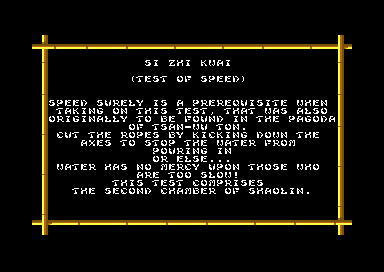 SI ZHI KWAI
(TEST OF SPEED)
SPEED SURELY IS A PREREQUISITE WHEN
TAKING ON THIS TEST, THAT WAS ALSO
ORIGINALLY TO BE FOUND IN THE PAGODA
OF TSAN-WU TON.
CUT THE ROPES BY KICKING DOWN THE
AXES TO STOP THE WATER FROM
POURING IN
OR ELSE...
WATER HAS NO MERCY UPON THOSE WHO
ARE TOO SLOW!
THIS TEST COMPRISES
THE SECOND CHAMBER OF SHAOLIN.